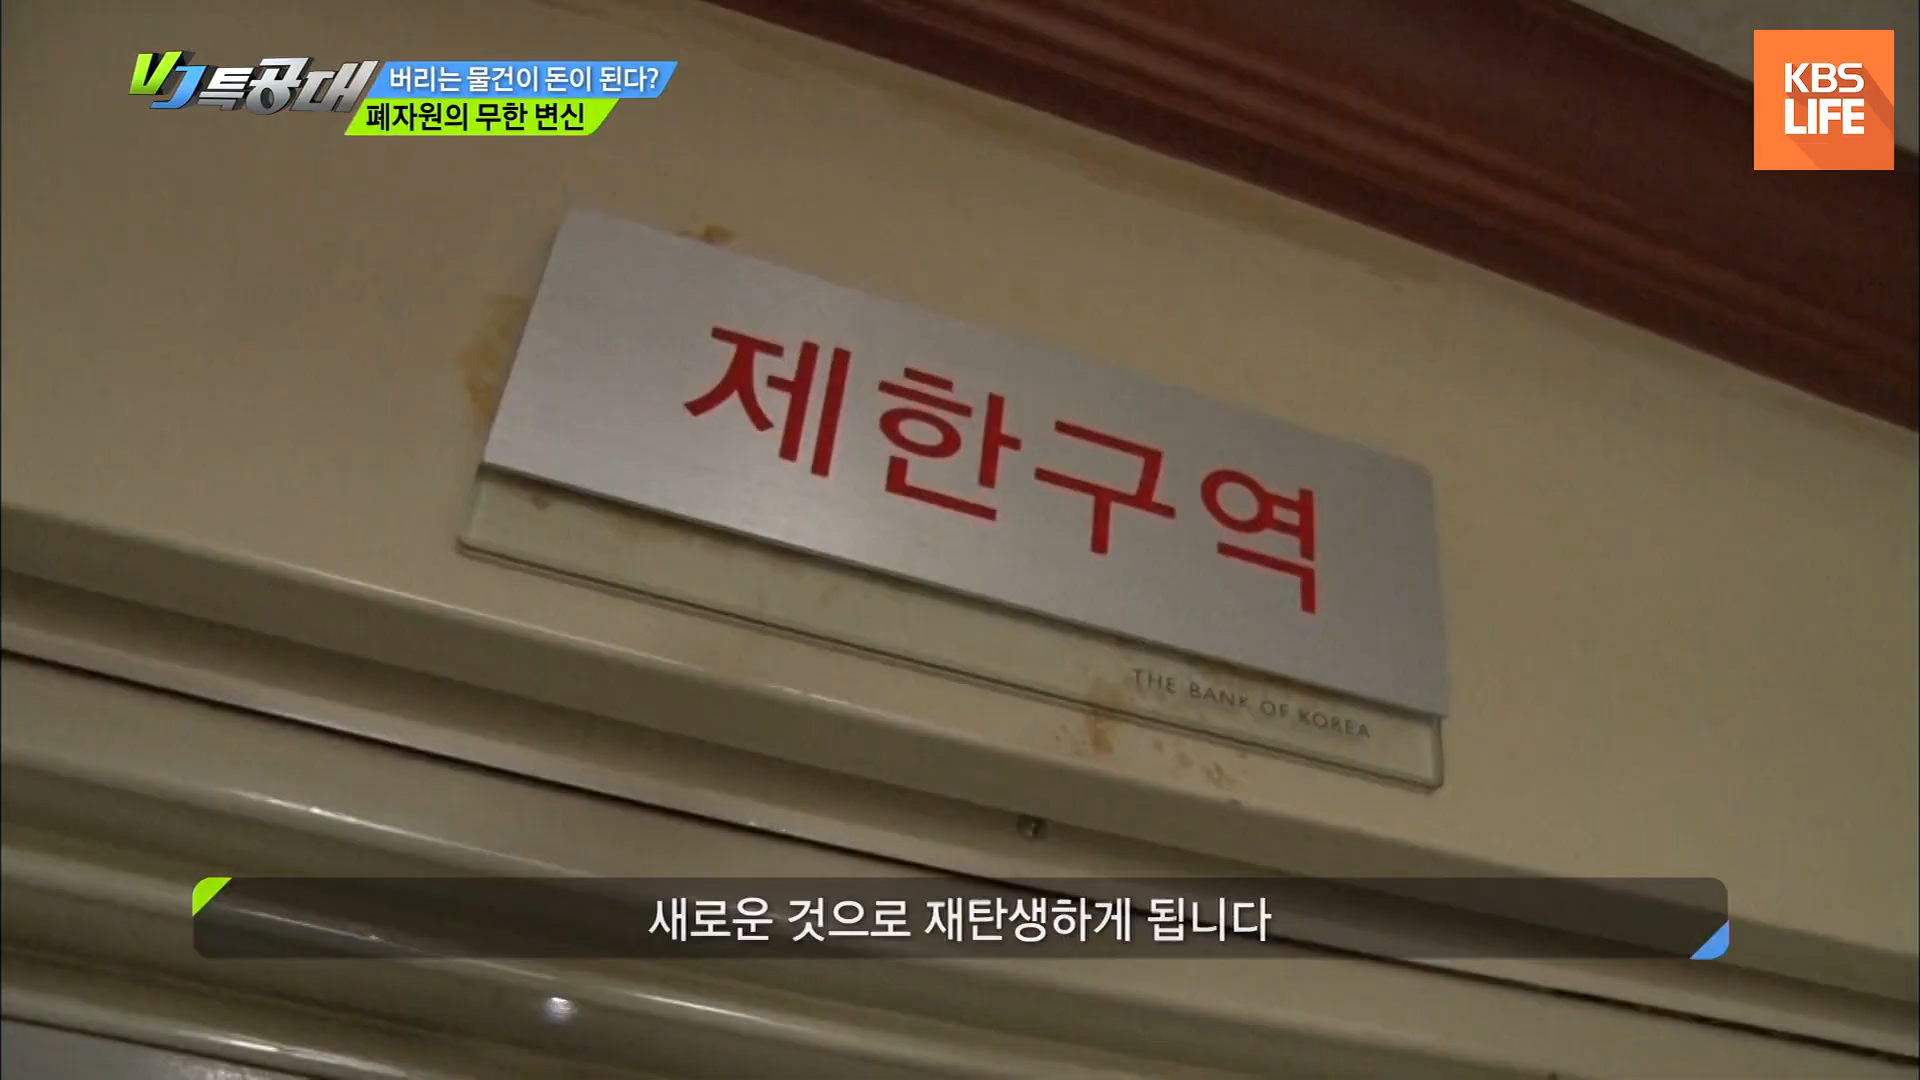 VJ특공대
버리는 물건이 돈이 된다?
폐자원의 무한 변신
KBS
LIFE
제한구역
THE BANK OF KOREA
새로운 것으로 재탄생하게 됩니다